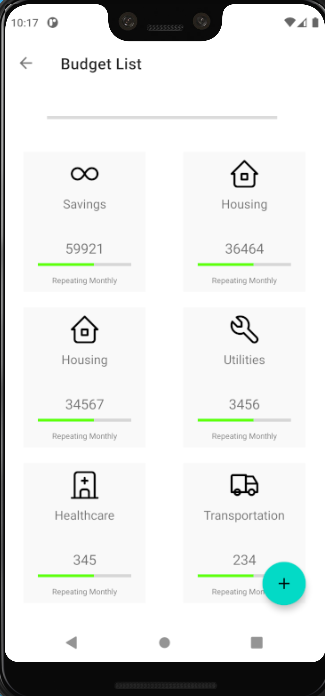 10:17
Budget List
Savings Housing
59921 36464
Repeating Monthly Repeating Monthly
Housing Utilities
34567 3456
Repeating Monthly Repeating Monthly
Healthcare Transportation
345 234
Repeating Monthly Repeating Monthly
+